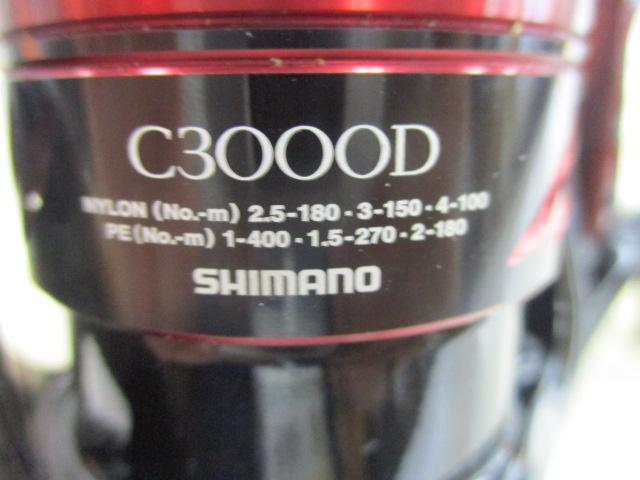 C3000D
NYLON (No.-m) 2.5-180・3-150・4-100
PE(No.-m) 1-400・1.5-270・2-180
SHIMANO